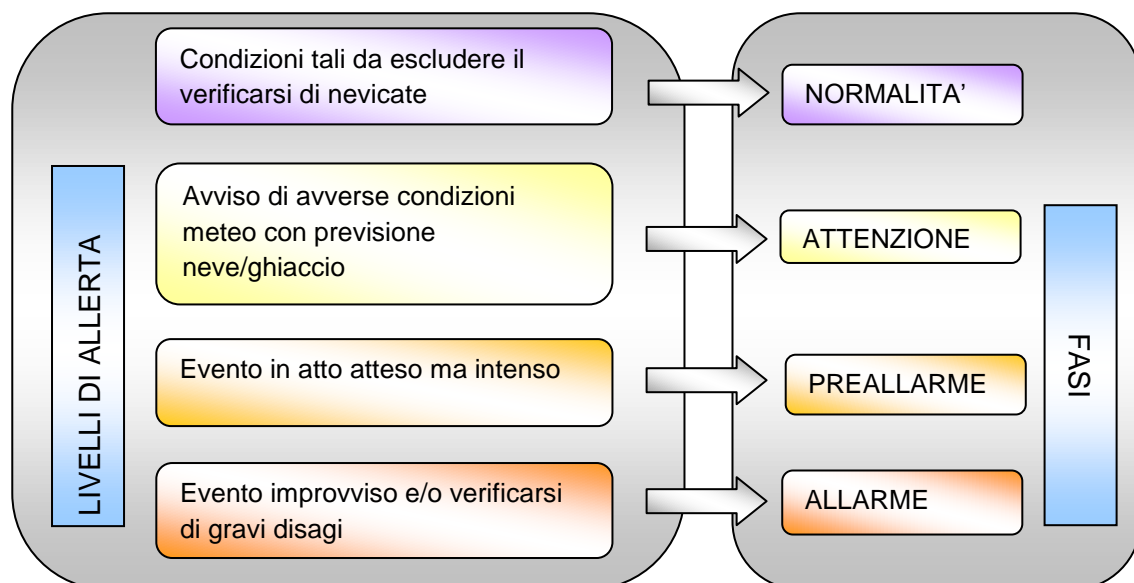 Condizioni tali da escludere il
verificarsi di nevicate
NORMALITA’
LIVELLI DI ALLERTA
Avviso di avverse condizioni
meteo con previsione
neve/ghiaccio
ATTENZIONE
FASI
Evento in atto atteso ma intenso
PREALLARME
Evento improvviso e/o verificarsi
di gravi disagi
ALLARME